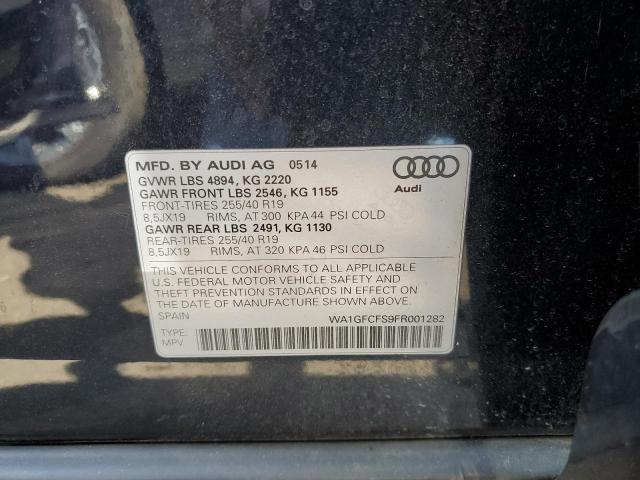 MFD. BY AUDI AG 0514
GVWR LBS 4894, KG 2220
GAWR FRONT LBS 2546, KG 1155
FRONT-TIRES 255/40 R19
8,5JX19 RIMS, AT 300 KPA 44 PSI COLD
GAWR REAR LBS 2491, KG 1130
REAR-TIRES 255/40 R19
8,5JX19 RIMS, AT 320 KPA 46 PSI COLD
Audi
THIS VEHICLE CONFORMS TO ALL APPLICABLE
U.S. FEDERAL MOTOR VEHICLE SAFETY AND
THEFT PREVENTION STANDARDS IN EFFECT ON
THE DATE OF MANUFACTURE SHOWN ABOVE.
SPAIN WA1GFCFS9FR001282
TYPE:
MPV